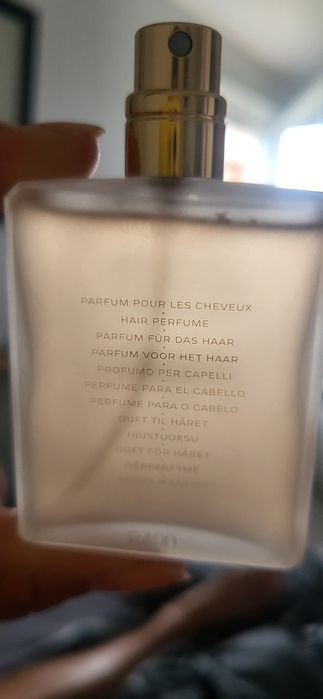 PARFUM POUR LES CHEVEUX
HAIR PERFUME
PARFUM FÜR DAS HAAR
PARFUM VOOR HET HAAR
PROFUMO PER CAPELLI
PERFUME PARA EL CABELLO
PERFUME PARA O CABELO
DUFT TIL HÅRET
HIUSTUOKSU
DOFT FÖR HÅRET
HÅRPARFYME